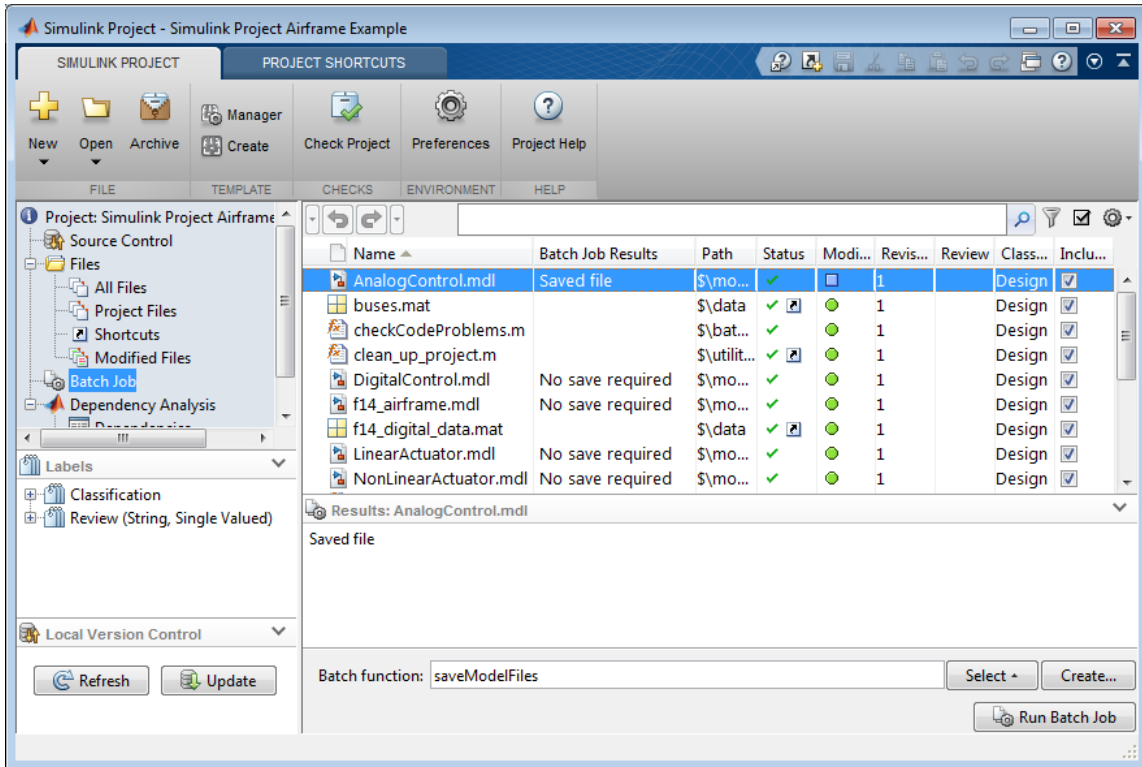 Simulink Project - Simulink Project Airframe Example
SIMULINK PROJECT PROJECT SHORTCUTS
New Open Archive Manager Create Check Project Preferences Project Help
FILE TEMPLATE CHECKS ENVIRONMENT HELP
Project: Simulink Project Airframe
Source Control
Files
All Files
Project Files
Shortcuts
Modified Files
Batch Job
Dependency Analysis
Labels
Classification
Review (String, Single Valued)
Local Version Control
Refresh Update
Name Batch Job Results Path Status Modi... Revis... Review Class... Inclu...
AnalogControl.mdl Saved file $\mo... 1 Design
buses.mat $\data 1 Design
checkCodeProblems.m $\bat... 1 Design
clean_up_project.m $\utilit... 1 Design
DigitalControl.mdl No save required $\mo... 1 Design
f14_airframe.mdl No save required $\mo... 1 Design
f14_digital_data.mat $\data 1 Design
LinearActuator.mdl No save required $\mo... 1 Design
NonLinearActuator.mdl No save required $\mo... 1 Design
Results: AnalogControl.mdl
Saved file
Batch function: saveModelFiles Select Create...
Run Batch Job